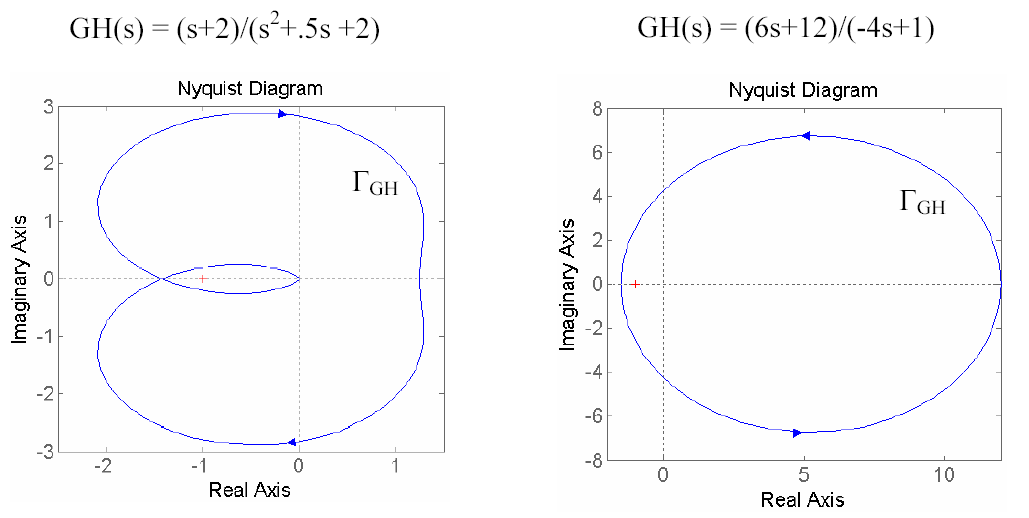 GH(s) = (s+2)/(s²+.5s +2)
Nyquist Diagram
3
2
1
0
-1
-2
-3
Imaginary Axis
Γ_GH
-2
-1
0
1
Real Axis
GH(s) = (6s+12)/(-4s+1)
Nyquist Diagram
8
6
4
2
0
-2
-4
-6
-8
Imaginary Axis
Γ_GH
0
5
10
Real Axis